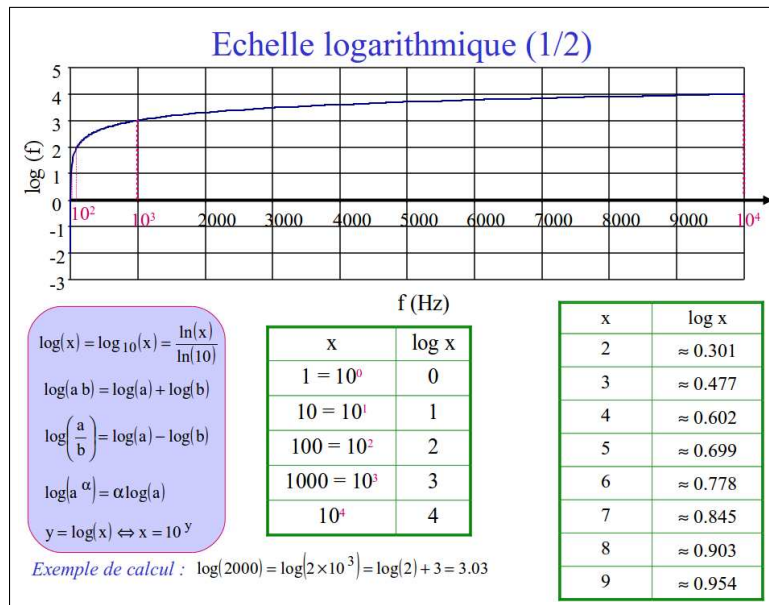 Echelle logarithmique (1/2)
5
4
3
2
1
0
-1
-2
-3
log (f)
10² 10³ 2000 3000 4000 5000 6000 7000 8000 9000 10⁴
f (Hz)
log(x) = log₁₀(x) = ln(x)/ln(10)
log(a b) = log(a) + log(b)
log(a/b) = log(a) − log(b)
log(a^α) = α log(a)
y = log(x) ⇔ x = 10^y
x log x
1 = 10⁰ 0
10 = 10¹ 1
100 = 10² 2
1000 = 10³ 3
10⁴ 4
x log x
2 ≈ 0.301
3 ≈ 0.477
4 ≈ 0.602
5 ≈ 0.699
6 ≈ 0.778
7 ≈ 0.845
8 ≈ 0.903
9 ≈ 0.954
Exemple de calcul : log(2000) = log(2 × 10³) = log(2) + 3 = 3.03